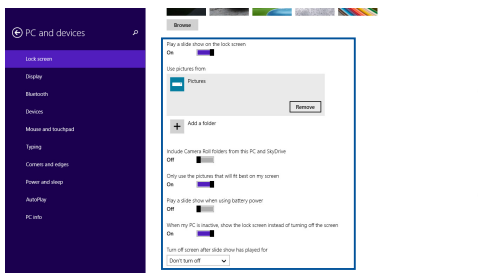 PC and devices
Lock screen
Display
Bluetooth
Devices
Mouse and touchpad
Typing
Corners and edges
Power and sleep
AutoPlay
PC info
Browse
Play a slide show on the lock screen
On
Use pictures from
Pictures
Remove
Add a folder
Include Camera Roll folders from this PC and SkyDrive
Off
Only use the pictures that will fit best on my screen
On
Play a slide show when using battery power
Off
When my PC is inactive, show the lock screen instead of turning off the screen
On
Turn off screen after slide show has played for
Don't turn off